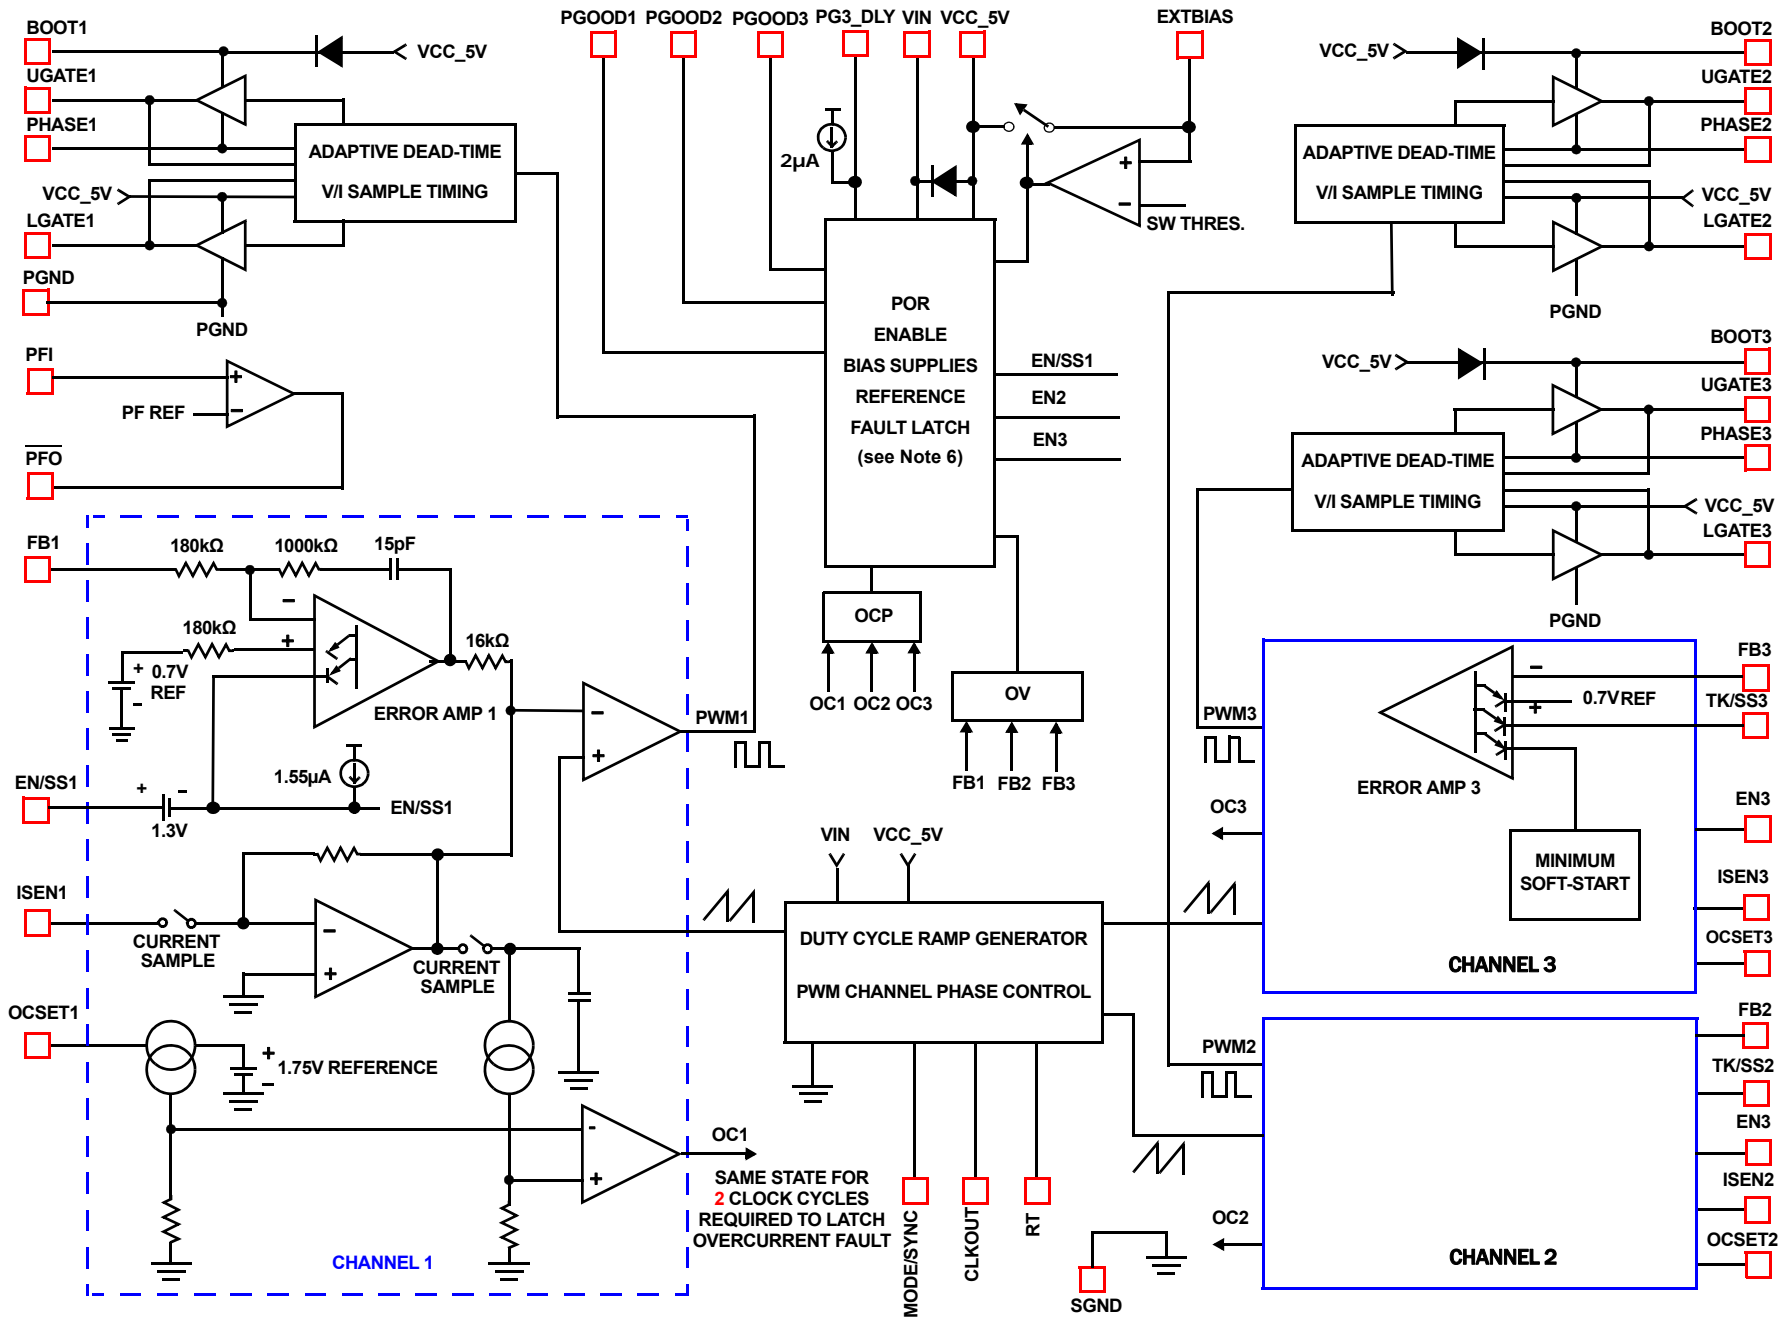 BOOT1
VCC_5V
UGATE1
PHASE1
ADAPTIVE DEAD-TIME
V/I SAMPLE TIMING
VCC_5V
LGATE1
PGND
PGND
PFI
+
PF REF
−
PFO
PGOOD1
PGOOD2
PGOOD3
PG3_DLY
VIN
VCC_5V
EXTBIAS
2µA
+
−
SW THRES.
POR
ENABLE
BIAS SUPPLIES
REFERENCE
FAULT LATCH
(see Note 6)
EN/SS1
EN2
EN3
OCP
OC1
OC2
OC3
OV
FB1
FB2
FB3
BOOT2
VCC_5V
UGATE2
PHASE2
ADAPTIVE DEAD-TIME
V/I SAMPLE TIMING
VCC_5V
LGATE2
PGND
BOOT3
VCC_5V
UGATE3
PHASE3
ADAPTIVE DEAD-TIME
V/I SAMPLE TIMING
VCC_5V
LGATE3
PGND
FB1
180kΩ
1000kΩ
15pF
−
180kΩ
+
16kΩ
+
0.7V
REF
−
ERROR AMP 1
−
+
PWM1
1.55µA
EN/SS1
+
−
1.3V
EN/SS1
ISEN1
CURRENT
SAMPLE
−
+
CURRENT
SAMPLE
OCSET1
+
1.75V REFERENCE
−
-
+
OC1
SAME STATE FOR
2 CLOCK CYCLES
REQUIRED TO LATCH
OVERCURRENT FAULT
CHANNEL 1
VIN
VCC_5V
DUTY CYCLE RAMP GENERATOR
PWM CHANNEL PHASE CONTROL
MODE/SYNC
CLKOUT
RT
SGND
PWM3
−
0.7V REF
+
ERROR AMP 3
OC3
MINIMUM
SOFT-START
CHANNEL 3
FB3
TK/SS3
EN3
ISEN3
OCSET3
PWM2
OC2
CHANNEL 2
FB2
TK/SS2
EN3
ISEN2
OCSET2